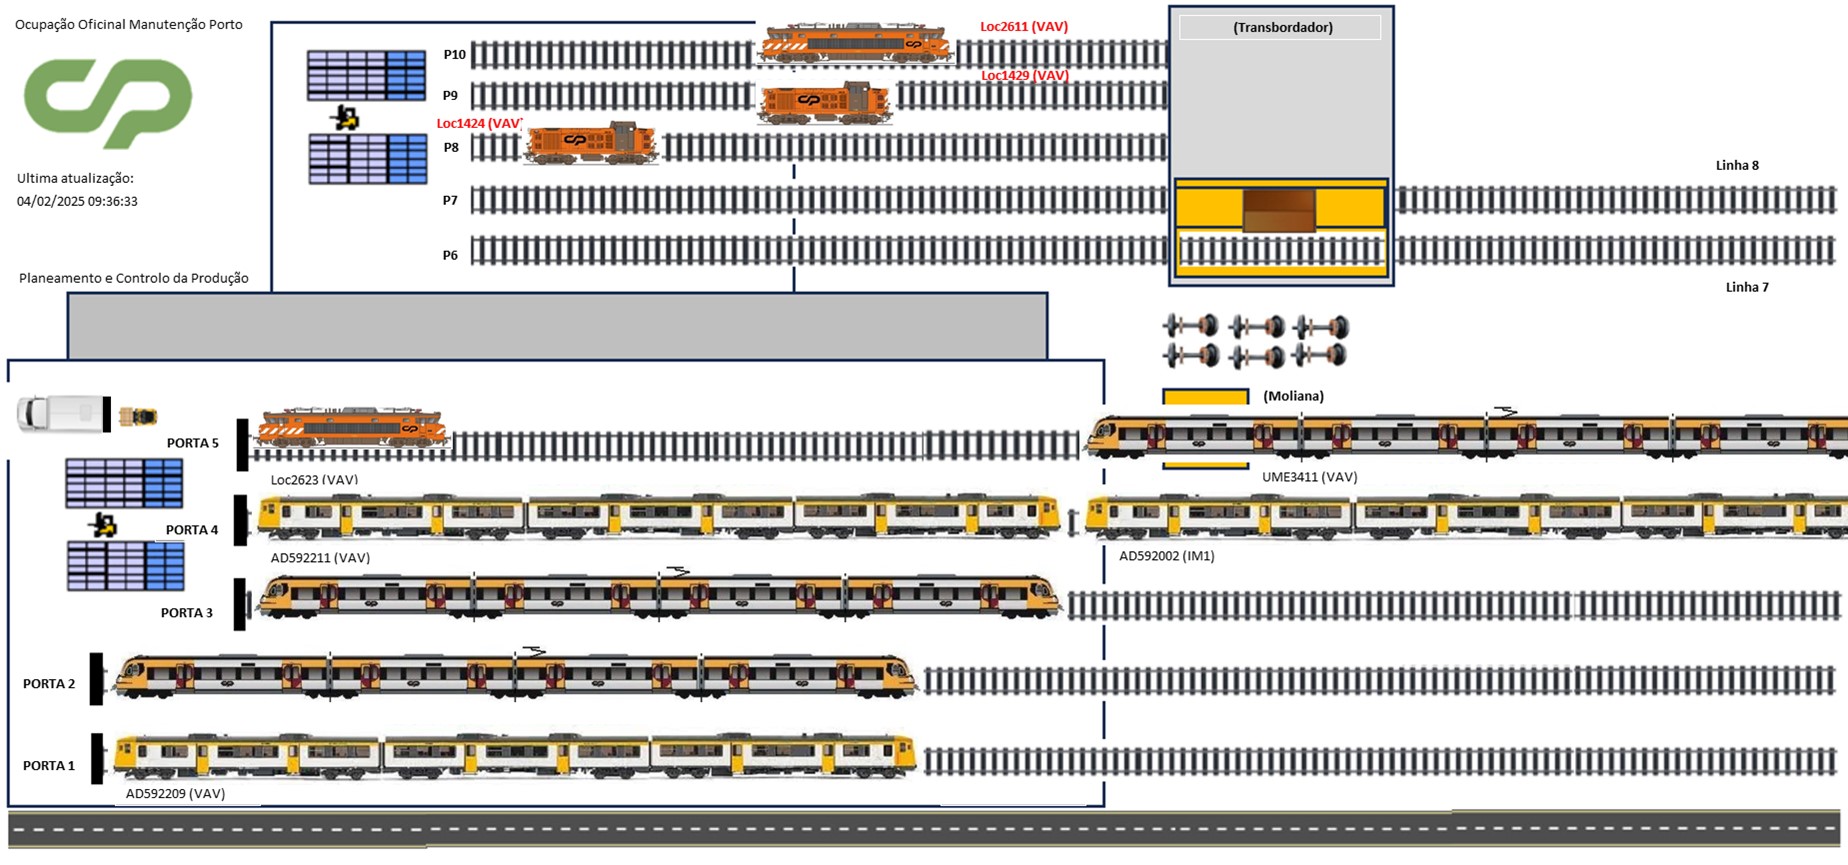 Ocupação Oficinal Manutenção Porto
Ultima atualização:
04/02/2025 09:36:33
Planeamento e Controlo da Produção
P10
Loc2611 (VAV)
P9
Loc1429 (VAV)
Loc1424 (VAV)
P8
P7
P6
(Transbordador)
Linha 8
Linha 7
(Moliana)
PORTA 5
Loc2623 (VAV)
UME3411 (VAV)
PORTA 4
AD592211 (VAV)
AD592002 (IM1)
PORTA 3
PORTA 2
PORTA 1
AD592209 (VAV)